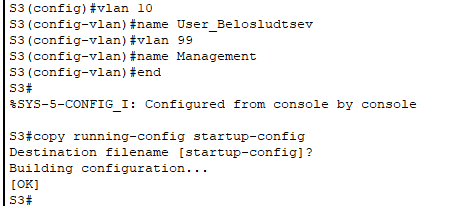 S3(config)#vlan 10
S3(config-vlan)#name User_Belosludtsev
S3(config-vlan)#vlan 99
S3(config-vlan)#name Management
S3(config-vlan)#end
S3#
%SYS-5-CONFIG_I: Configured from console by console
S3#copy running-config startup-config
Destination filename [startup-config]?
Building configuration...
[OK]
S3#